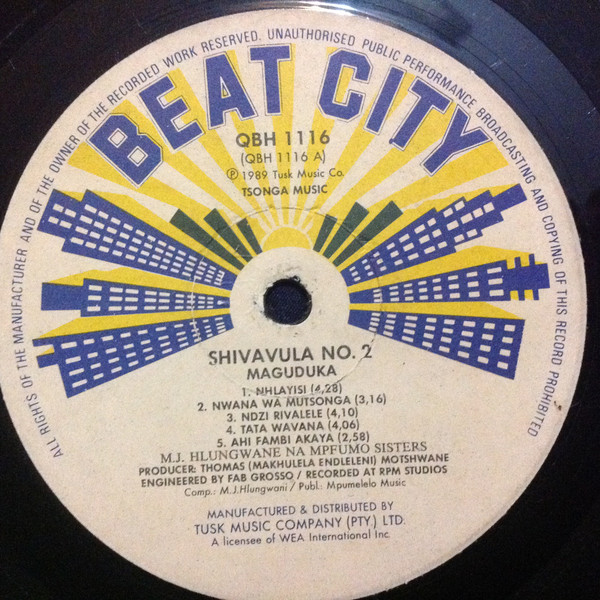 ALL RIGHTS OF THE MANUFACTURER AND OF THE OWNER OF THE RECORDED WORK RESERVED. UNAUTHORISED PUBLIC PERFORMANCE BROADCASTING AND COPYING OF THIS RECORD PROHIBITED
BEAT CITY
QBH 1116
(QBH 1116 A)
℗ 1989 Tusk Music Co.
TSONGA MUSIC
SHIVAVULA NO. 2
MAGUDUKA
1. NHLAYISI (4,28)
2. NWANA WA MUTSONGA (3,16)
3. NDZI RIVALELE (4,10)
4. TATA WAVANA (4,06)
5. AHI FAMBI AKAYA (2,58)
M.J. HLUNGWANE NA MPFUMO SISTERS
PRODUCER: THOMAS (MAKHULELA ENDLELENI) MOTSHWANE
ENGINEERED BY FAB GROSSO / RECORDED AT RPM STUDIOS
Comp.: M.J.Hlungwani / Publ.: Mpumelelo Music
MANUFACTURED & DISTRIBUTED BY
TUSK MUSIC COMPANY (PTY.) LTD.
A licensee of WEA International Inc.